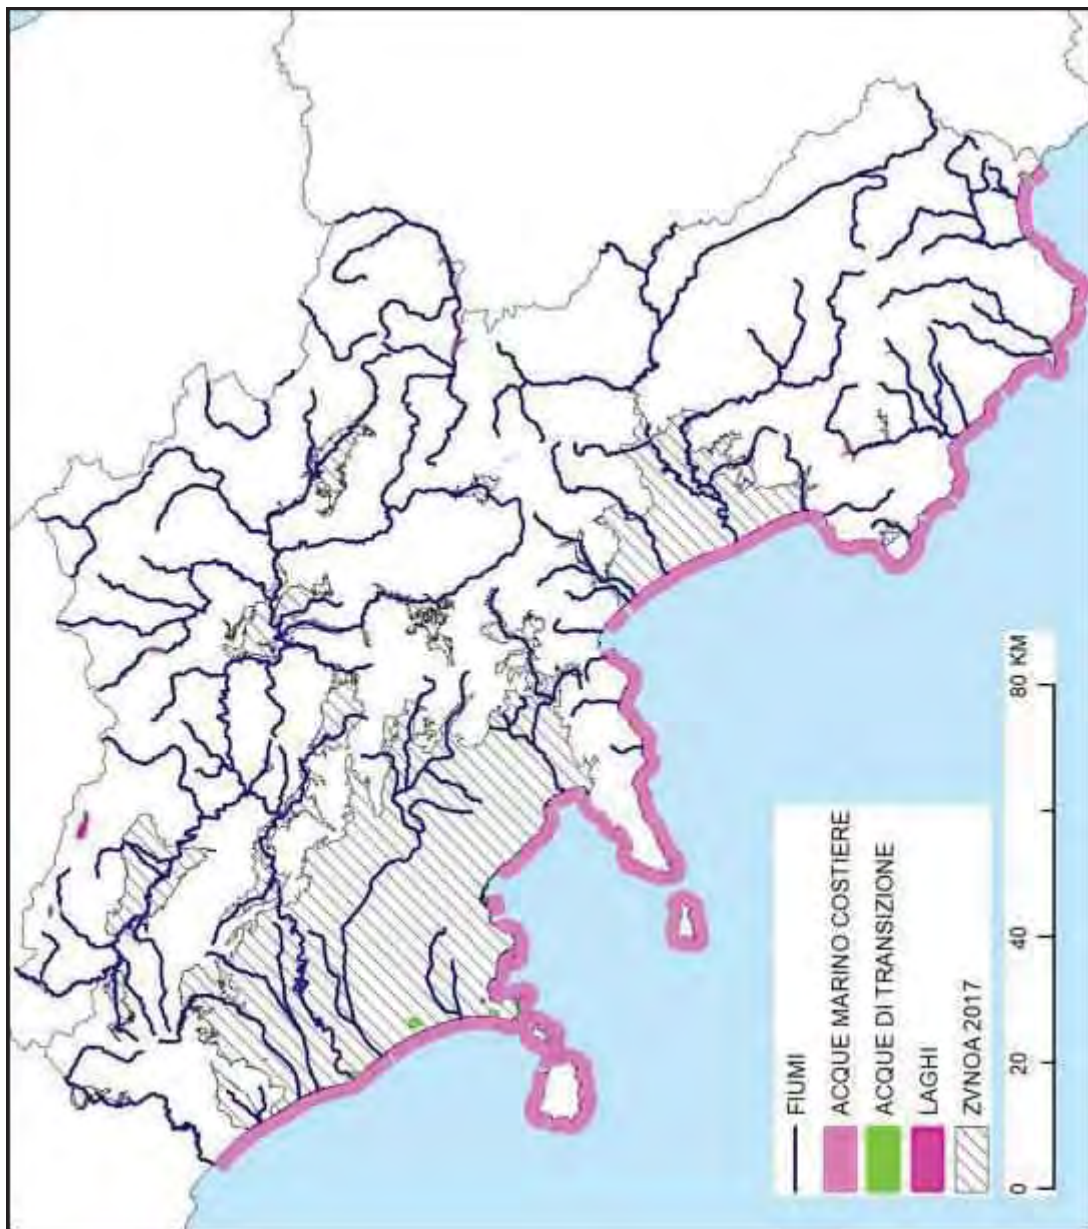 FIUMI
ACQUE MARINO COSTIERE
ACQUE DI TRANSIZIONE
LAGHI
ZVNOA 2017
0 20 40 80 KM